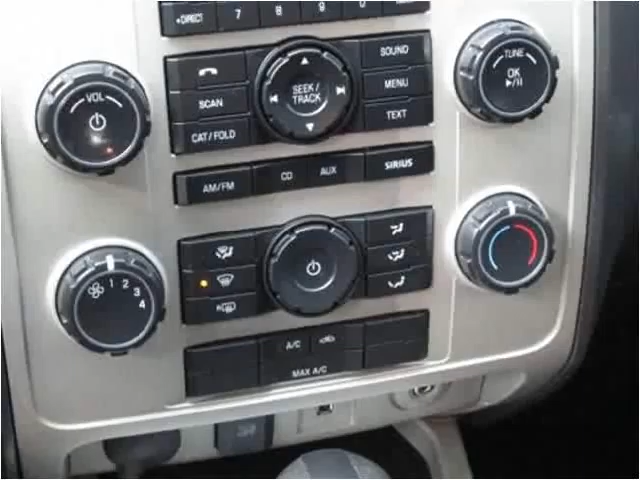 DIRECT 7 8 9 0
VOL
SCAN
CAT/FOLD
SEEK/
TRACK
SOUND
MENU
TEXT
TUNE
OK
AM/FM
CD AUX
SIRIUS
1 2 3 4
A/C
MAX A/C